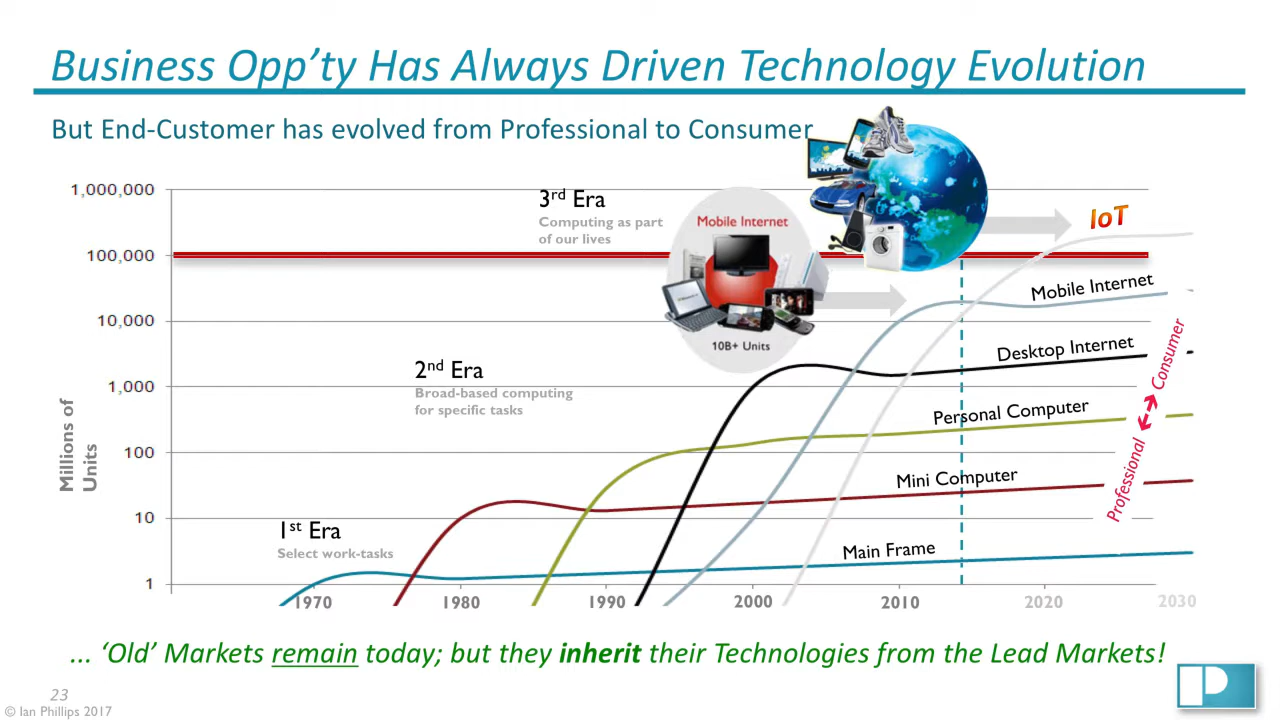 Business Opp’ty Has Always Driven Technology Evolution
But End-Customer has evolved from Professional to Consumer
1,000,000
100,000
10,000
1,000
100
10
1
Millions of
Units
3rd Era
Computing as part
of our lives
2nd Era
Broad-based computing
for specific tasks
1st Era
Select work-tasks
Mobile Internet
10B+ Units
IoT
Mobile Internet
Desktop Internet
Personal Computer
Mini Computer
Main Frame
Professional
Consumer
1970
1980
1990
2000
2010
2020
2030
... ‘Old’ Markets remain today; but they inherit their Technologies from the Lead Markets!
23
© Ian Phillips 2017